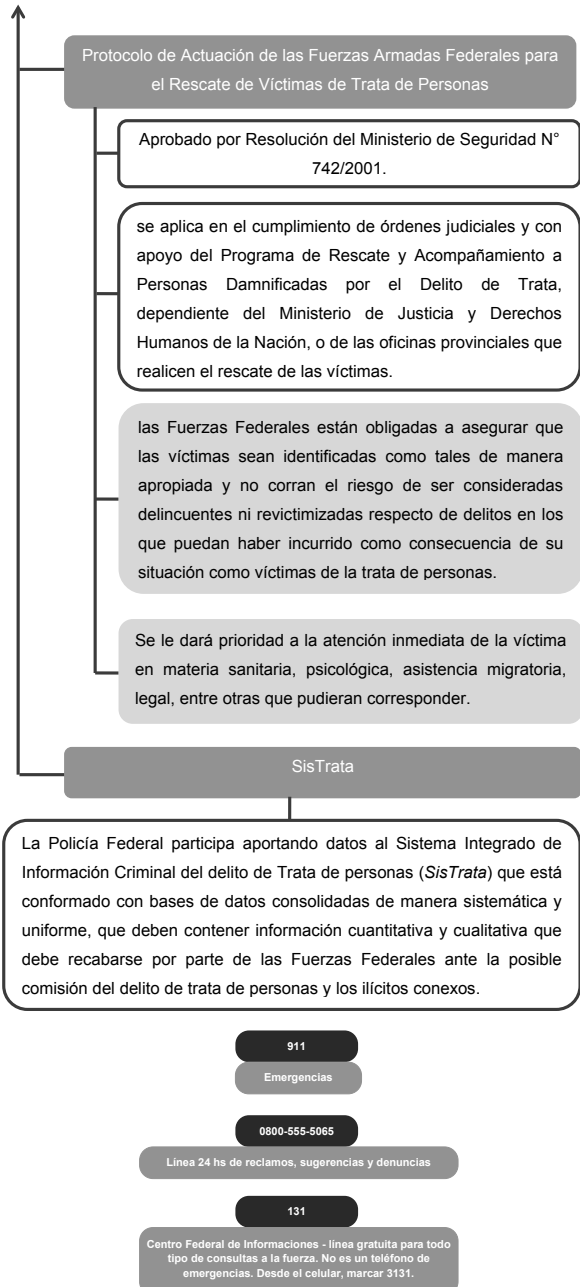 Protocolo de Actuación de las Fuerzas Armadas Federales para
el Rescate de Víctimas de Trata de Personas
Aprobado por Resolución del Ministerio de Seguridad N°
742/2001.
se aplica en el cumplimiento de órdenes judiciales y con
apoyo del Programa de Rescate y Acompañamiento a
Personas Damnificadas por el Delito de Trata,
dependiente del Ministerio de Justicia y Derechos
Humanos de la Nación, o de las oficinas provinciales que
realicen el rescate de las víctimas.
las Fuerzas Federales están obligadas a asegurar que
las víctimas sean identificadas como tales de manera
apropiada y no corran el riesgo de ser consideradas
delincuentes ni revictimizadas respecto de delitos en los
que puedan haber incurrido como consecuencia de su
situación como víctimas de la trata de personas.
Se le dará prioridad a la atención inmediata de la víctima
en materia sanitaria, psicológica, asistencia migratoria,
legal, entre otras que pudieran corresponder.
SisTrata
La Policía Federal participa aportando datos al Sistema Integrado de
Información Criminal del delito de Trata de personas (SisTrata) que está
conformado con bases de datos consolidadas de manera sistemática y
uniforme, que deben contener información cuantitativa y cualitativa que
debe recabarse por parte de las Fuerzas Federales ante la posible
comisión del delito de trata de personas y los ilícitos conexos.
911
Emergencias
0800-555-5065
Línea 24 hs de reclamos, sugerencias y denuncias
131
Centro Federal de Informaciones - línea gratuita para todo
tipo de consultas a la fuerza. No es un teléfono de
emergencias. Desde el celular, marcar 3131.